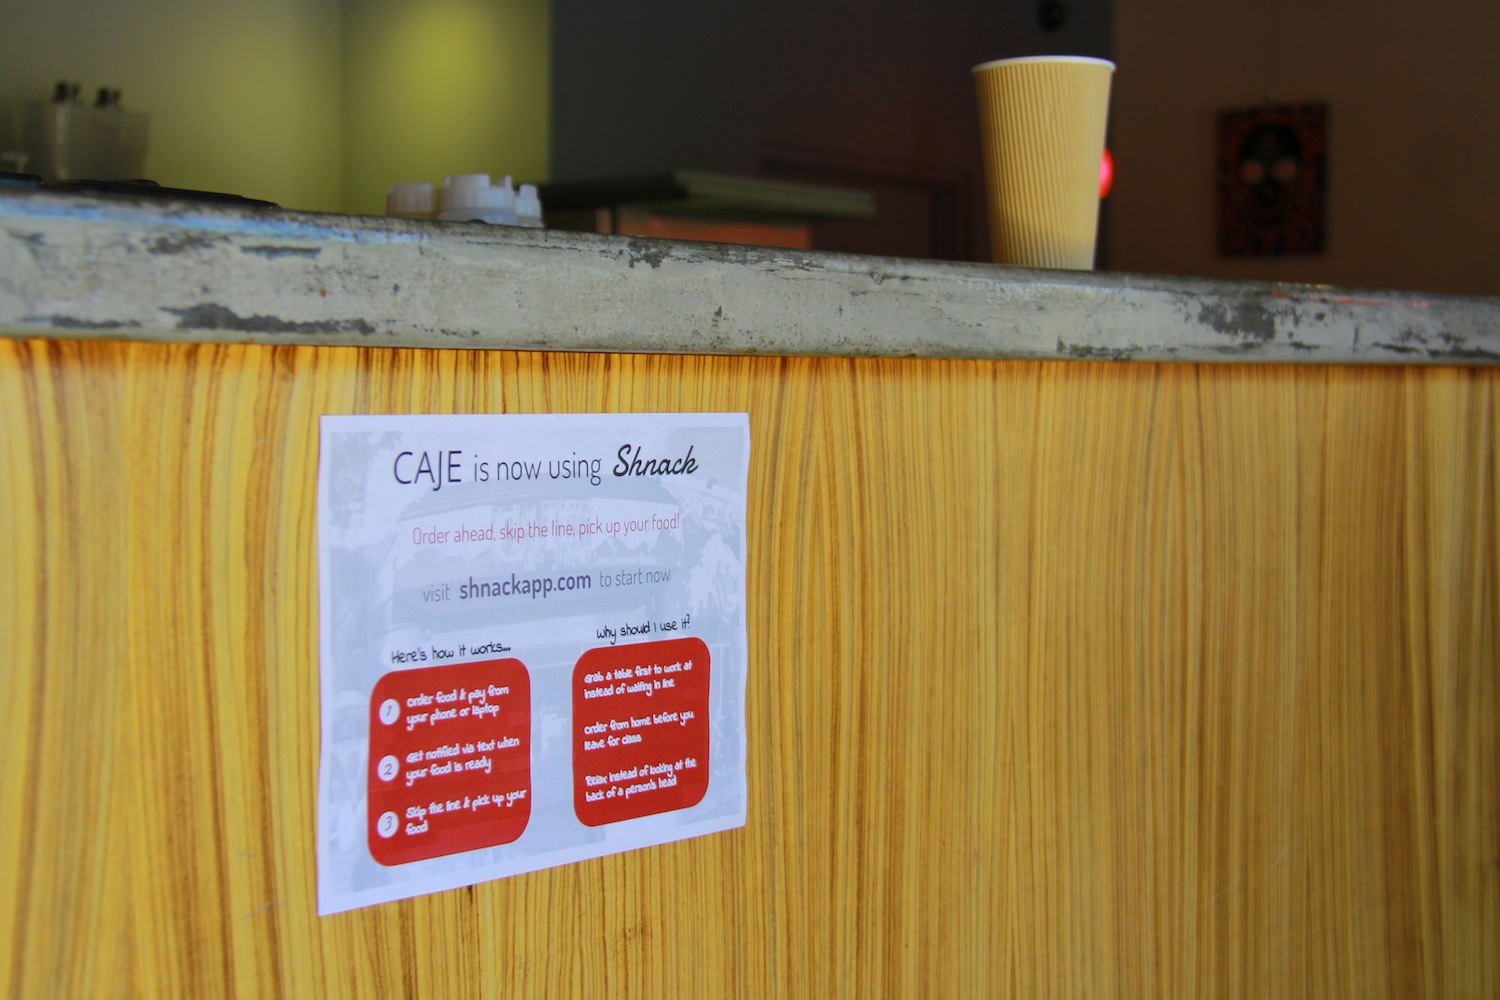 CAJE is now using Shnack
Order ahead, skip the line, pick up your food!
visit shnackapp.com to start now
Here's how it works...
1 Order food & pay from
your phone or laptop
2 Get notified via text when
your food is ready
3 Skip the line & pick up your
food
Why should I use it?
Grab a table first to work at
instead of waiting in line
Order from home before you
leave for class
Relax instead of looking at the
back of a person's head